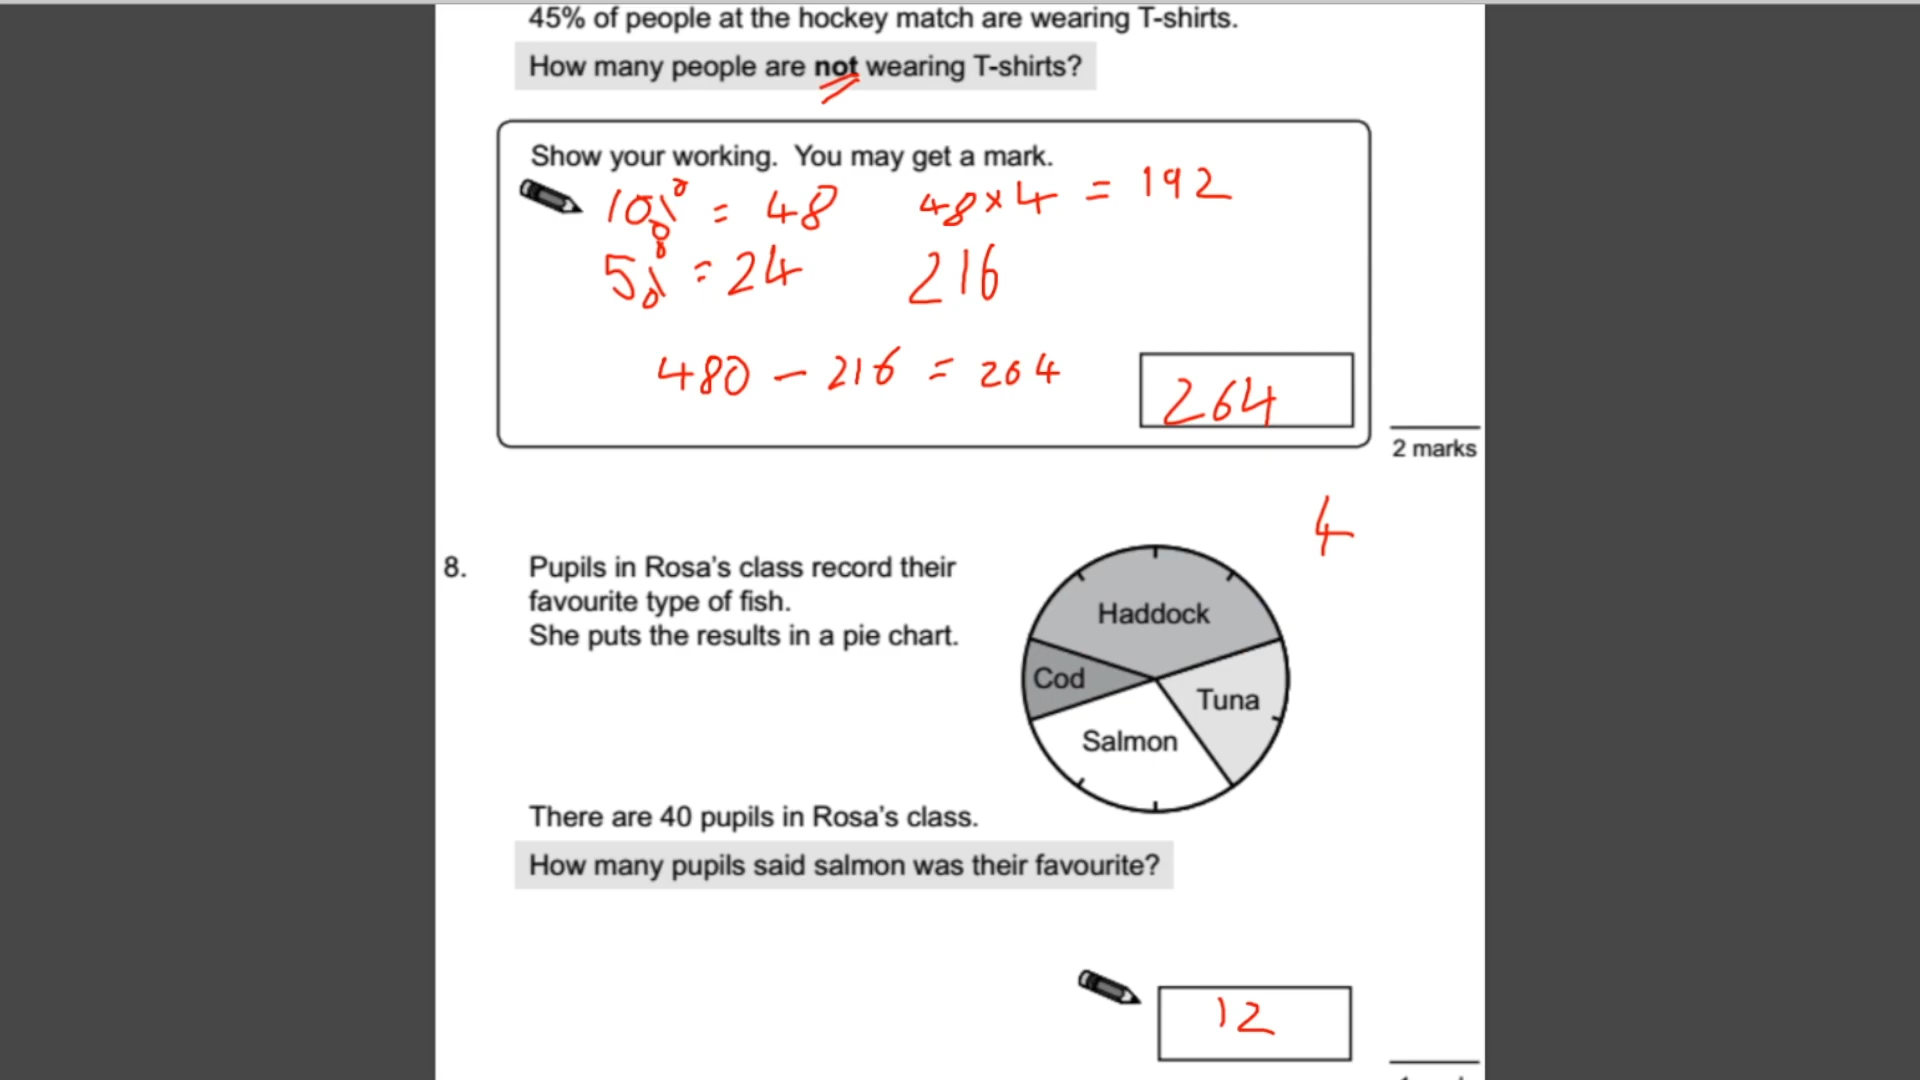 45% of people at the hockey match are wearing T-shirts.
How many people are not wearing T-shirts?
Show your working. You may get a mark.
10% = 48 48 × 4 = 192
5% = 24 216
480 - 216 = 264
264
2 marks
4
8. Pupils in Rosa's class record their
favourite type of fish.
She puts the results in a pie chart.
Haddock
Cod
Tuna
Salmon
There are 40 pupils in Rosa's class.
How many pupils said salmon was their favourite?
12